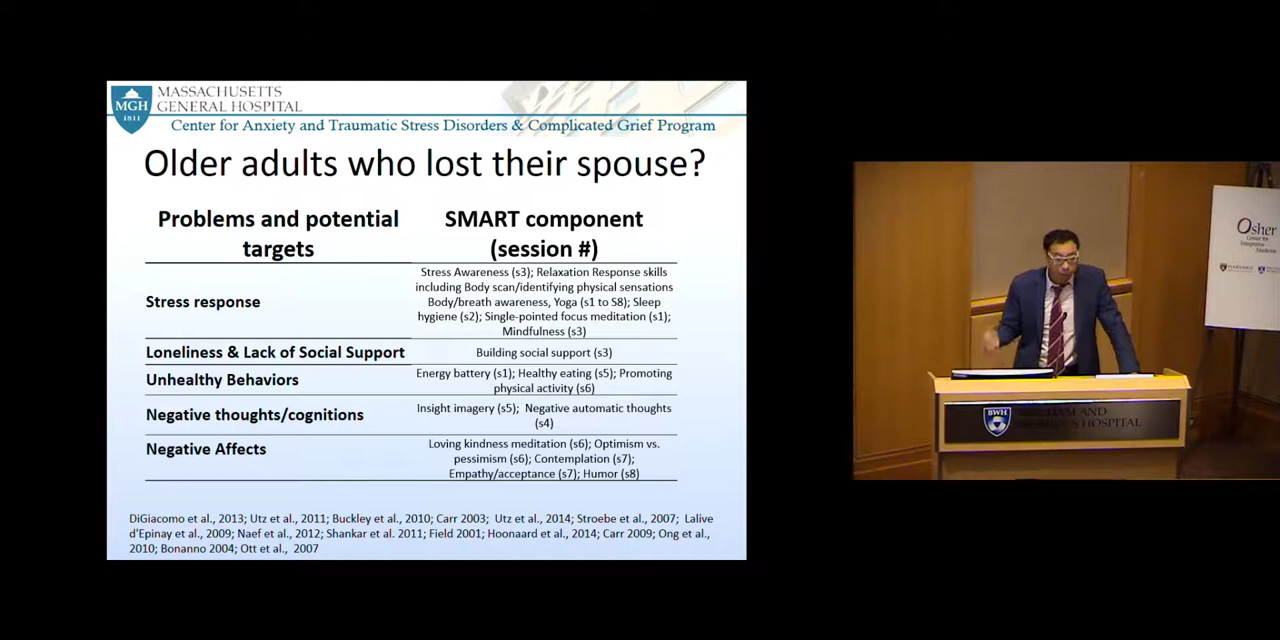 MASSACHUSETTS
GENERAL HOSPITAL
MGH
1811
Center for Anxiety and Traumatic Stress Disorders & Complicated Grief Program
Older adults who lost their spouse?
Problems and potential
targets
SMART component
(session #)
Stress response
Stress Awareness (s3); Relaxation Response skills
including Body scan/identifying physical sensations
Body/breath awareness, Yoga (s1 to S8); Sleep
hygiene (s2); Single-pointed focus meditation (s1);
Mindfulness (s3)
Loneliness & Lack of Social Support
Building social support (s3)
Unhealthy Behaviors
Energy battery (s1); Healthy eating (s5); Promoting
physical activity (s6)
Negative thoughts/cognitions
Insight imagery (s5);  Negative automatic thoughts
(s4)
Negative Affects
Loving kindness meditation (s6); Optimism vs.
pessimism (s6); Contemplation (s7);
Empathy/acceptance (s7); Humor (s8)
DiGiacomo et al., 2013; Utz et al., 2011; Buckley et al., 2010; Carr 2003;  Utz et al., 2014; Stroebe et al., 2007; Lalive
d'Epinay et al., 2009; Naef et al., 2012; Shankar et al. 2011; Field 2001; Hoonaard et al., 2014; Carr 2009; Ong et al.,
2010; Bonanno 2004; Ott et al.,  2007
Osher
Center for
Integrative
Medicine
HARVARD
BWH
AND
HOSPITAL